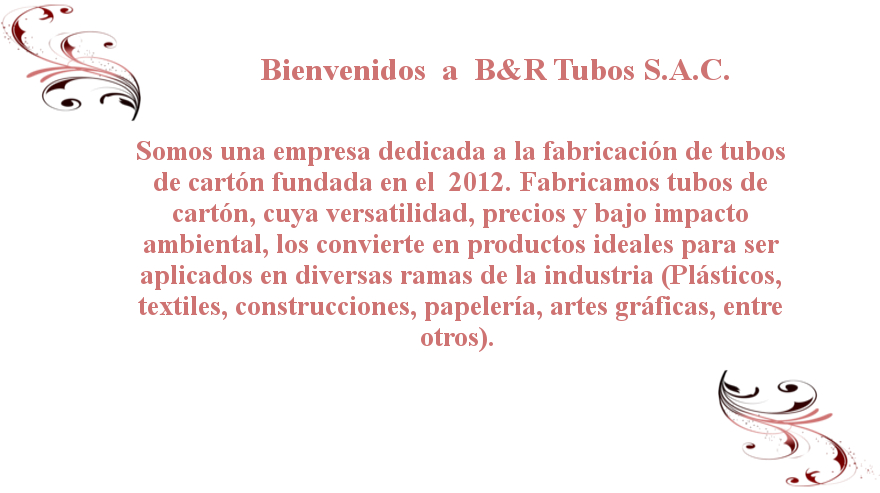 Bienvenidos a B&R Tubos S.A.C.
Somos una empresa dedicada a la fabricación de tubos
de cartón fundada en el 2012. Fabricamos tubos de
cartón, cuya versatilidad, precios y bajo impacto
ambiental, los convierte en productos ideales para ser
aplicados en diversas ramas de la industria (Plásticos,
textiles, construcciones, papelería, artes gráficas, entre
otros).